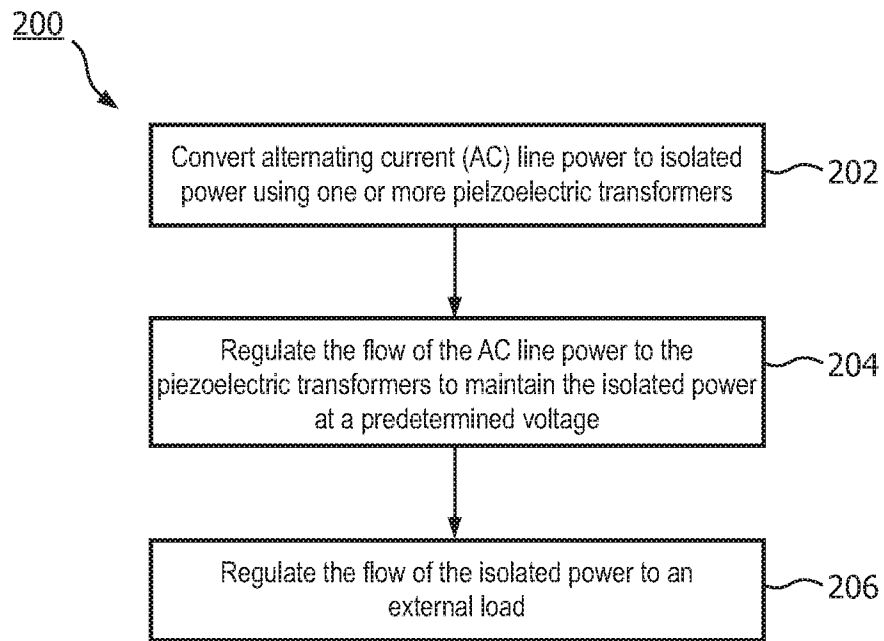 200
Convert alternating current (AC) line power to isolated
power using one or more pielzoelectric transformers
202
Regulate the flow of the AC line power to the
piezoelectric transformers to maintain the isolated power
at a predetermined voltage
204
Regulate the flow of the isolated power to an
external load
206